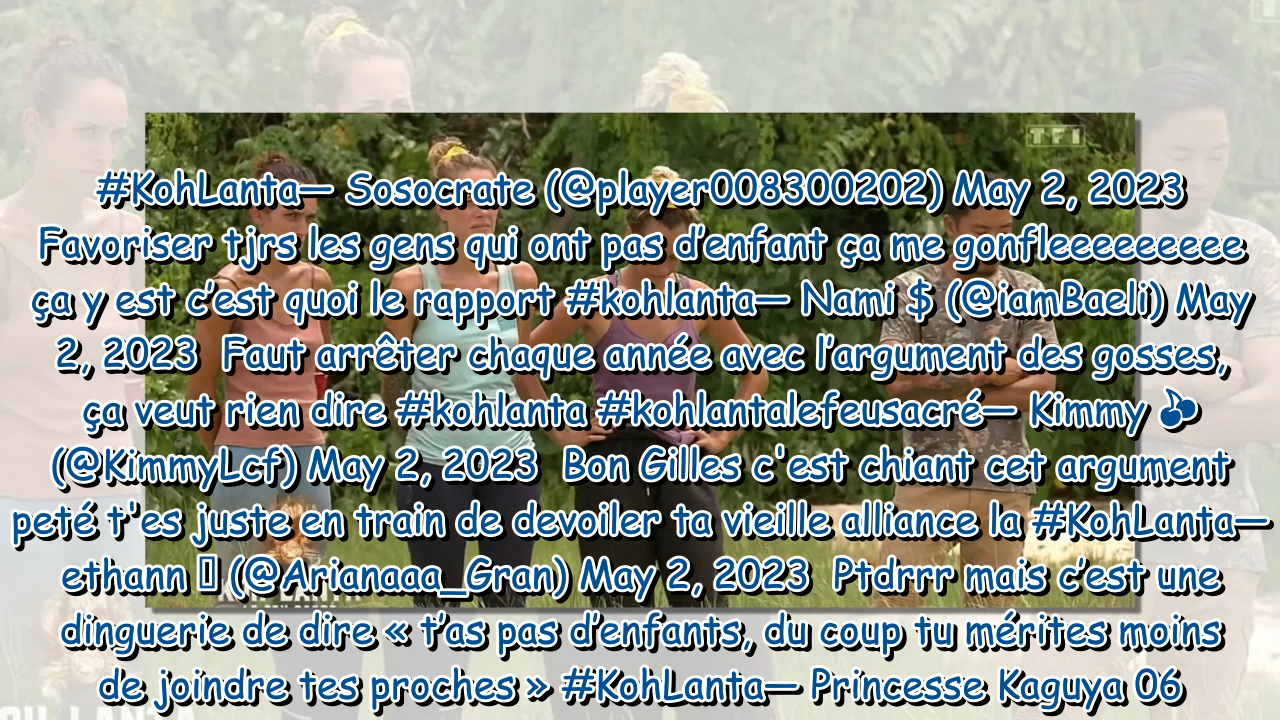 TF1
#KohLanta— Sosocrate (@player008300202) May 2, 2023
Favoriser tjrs les gens qui ont pas d’enfant ça me gonfleeeeeeeeee
ça y est c’est quoi le rapport #kohlanta— Nami $ (@iamBaeli) May
2, 2023 Faut arrêter chaque année avec l’argument des gosses,
ça veut rien dire #kohlanta #kohlantalefeusacré— Kimmy 🍒
(@KimmyLcf) May 2, 2023 Bon Gilles c'est chiant cet argument
peté t'es juste en train de devoiler ta vieille alliance la #KohLanta—
ethann (@Arianaaa_Gran) May 2, 2023 Ptdrrr mais c’est une
dinguerie de dire « t’as pas d’enfants, du coup tu mérites moins
de joindre tes proches » #KohLanta— Princesse Kaguya 06